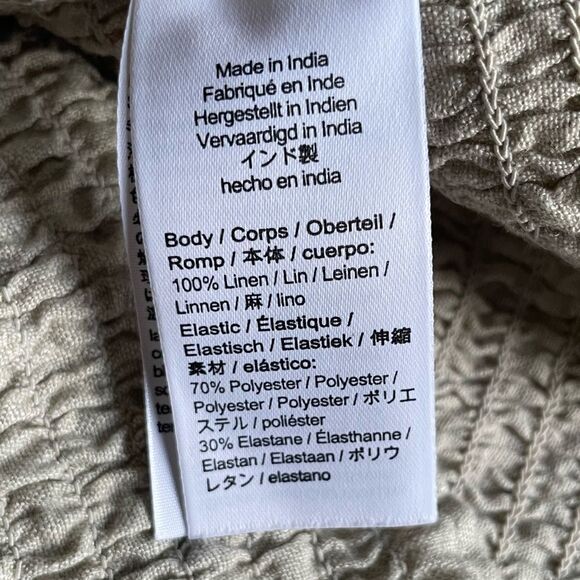 Made in India
Fabriqué en Inde
Hergestellt in Indien
Vervaardigd in India
インド製
hecho en india
Body / Corps / Oberteil /
Romp / 本体 / cuerpo:
100% Linen / Lin / Leinen /
Linnen / 麻 / lino
Elastic / Élastique /
Elastisch / Elastiek / 伸縮
素材 / elástico:
70% Polyester / Polyester /
Polyester / Polyester / ポリエ
ステル / poliéster
30% Elastane / Élasthanne /
Elastan / Elastaan / ポリウ
レタン / elastano